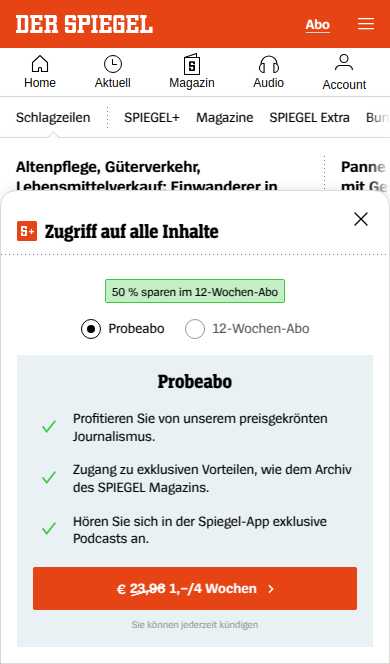 DER SPIEGEL
Abo
Home
Aktuell
Magazin
Audio
Account
Schlagzeilen
SPIEGEL+
Magazine
SPIEGEL Extra
Altenpflege, Güterverkehr,
Lebensmittelverkauf: Einwanderer in
Panne
mit Ge
S+ Zugriff auf alle Inhalte
50 % sparen im 12-Wochen-Abo
Probeabo
12-Wochen-Abo
Probeabo
Profitieren Sie von unserem preisgekrönten
Journalismus.
Zugang zu exklusiven Vorteilen, wie dem Archiv
des SPIEGEL Magazins.
Hören Sie sich in der Spiegel-App exklusive
Podcasts an.
€ 23,96 1,–/4 Wochen
Sie können jederzeit kündigen